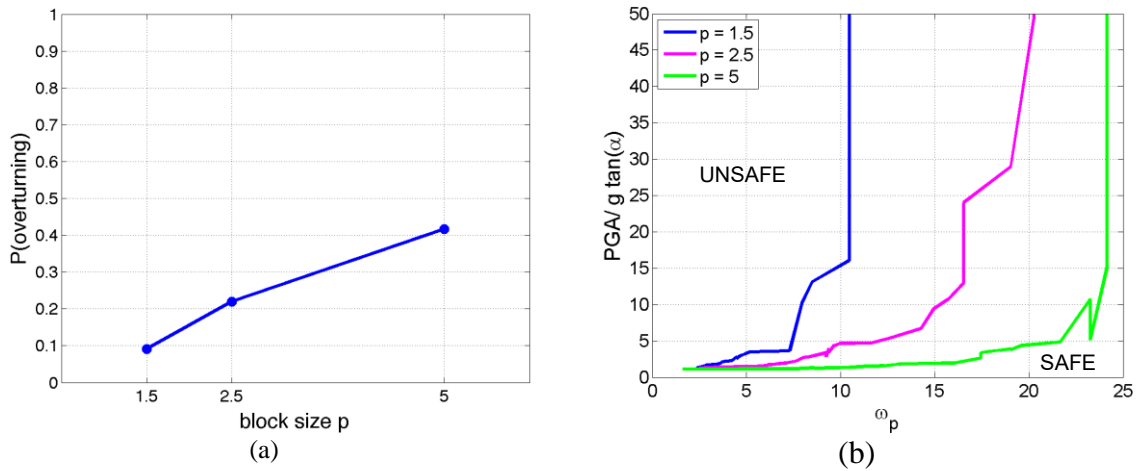 1
0.9
0.8
0.7
0.6
0.5
0.4
0.3
0.2
0.1
0
P(overturning)
1.5 2.5 5
block size p
(a)
50
45
40
35
30
25
20
15
10
5
0
PGA/ g tan(α)
p = 1.5
p = 2.5
p = 5
UNSAFE
SAFE
0 5 10 15 20 25
ω_p
(b)